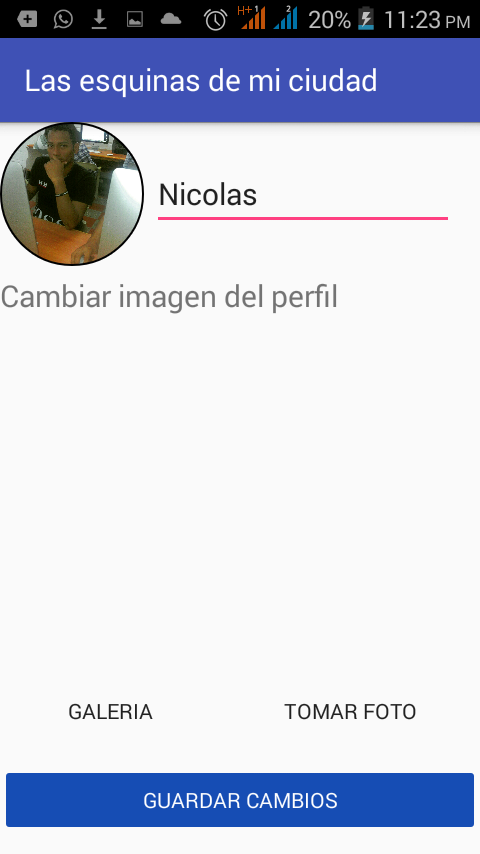 H+ 1 2 20% 11:23 PM
Las esquinas de mi ciudad
Nicolas
Cambiar imagen del perfil
GALERIA TOMAR FOTO
GUARDAR CAMBIOS